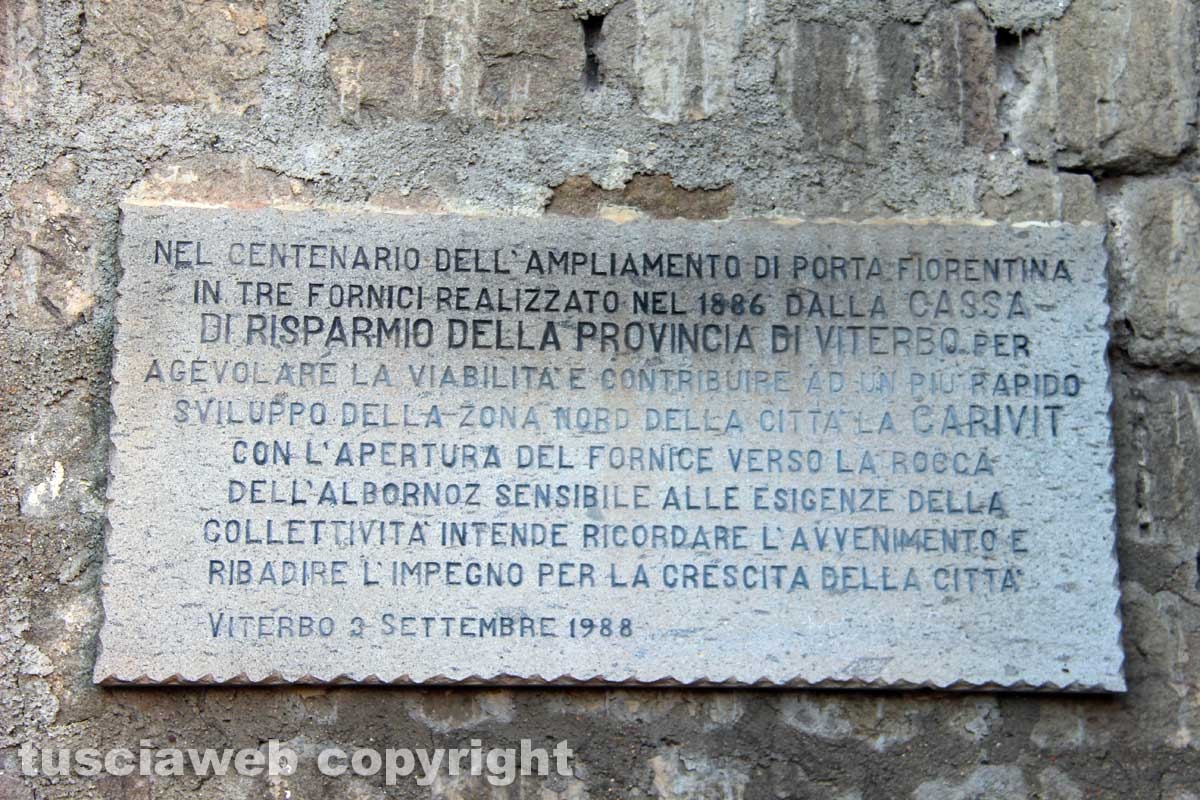 NEL CENTENARIO DELL'AMPLIAMENTO DI PORTA FIORENTINA
IN TRE FORNICI REALIZZATO NEL 1886 DALLA CASSA
DI RISPARMIO DELLA PROVINCIA DI VITERBO PER
AGEVOLARE LA VIABILITA' E CONTRIBUIRE AD UN PIU' RAPIDO
SVILUPPO DELLA ZONA NORD DELLA CITTA' LA CARIVIT
CON L'APERTURA DEL FORNICE VERSO LA ROCCA
DELL'ALBORNOZ SENSIBILE ALLE ESIGENZE DELLA
COLLETTIVITA' INTENDE RICORDARE L'AVVENIMENTO E
RIBADIRE L'IMPEGNO PER LA CRESCITA DELLA CITTA'
VITERBO 3 SETTEMBRE 1988
tusciaweb copyright